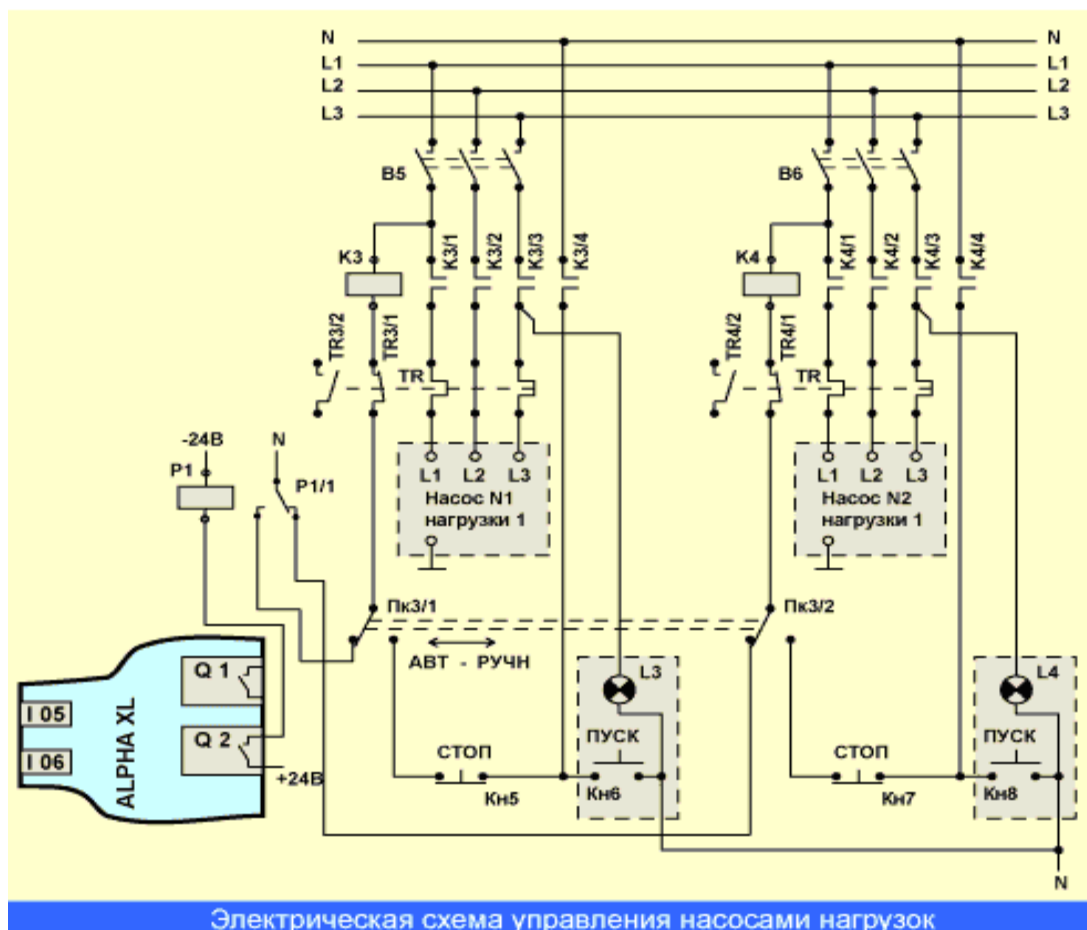 N N
L1 L1
L2 L2
L3 L3
B5 B6
K3 K3/1 K3/2 K3/3 K3/4
K4 K4/1 K4/2 K4/3 K4/4
TR3/2 TR3/1 TR
TR4/2 TR4/1 TR
-24В N
P1 P1/1
L1 L2 L3
Насос N1
нагрузки 1
L1 L2 L3
Насос N2
нагрузки 1
Пк3/1 Пк3/2
АВТ - РУЧН
ALPHA XL
Q 1
I 05
Q 2
I 06
+24В
L3 L4
СТОП ПУСК СТОП ПУСК
Кн5 Кн6 Кн7 Кн8
N
Электрическая схема управления насосами нагрузок